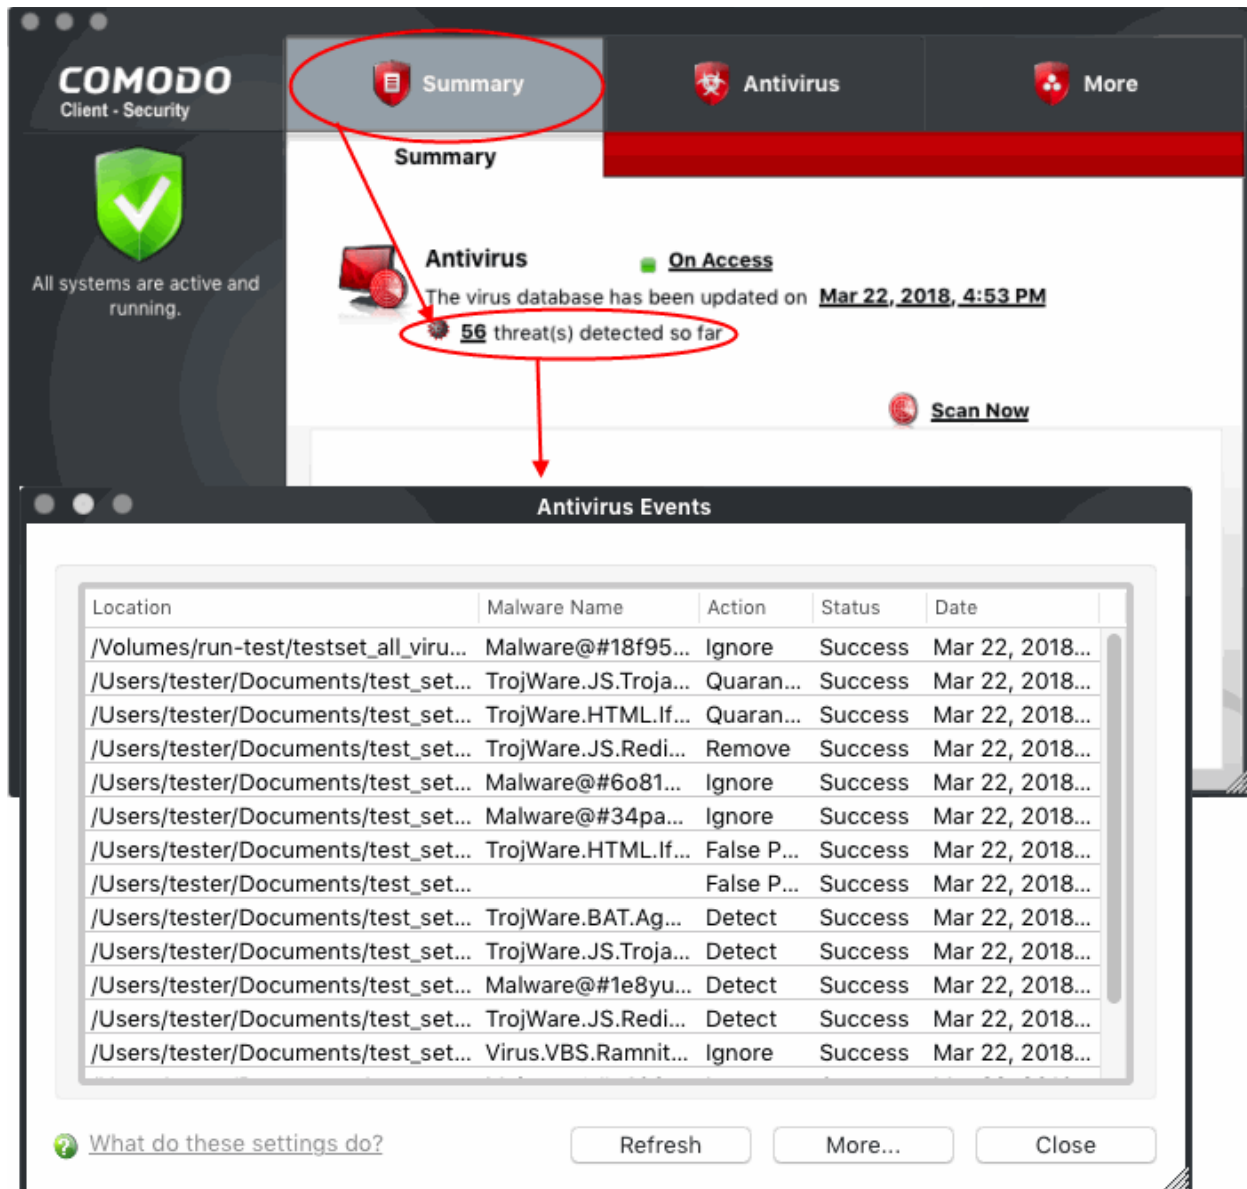 COMODO
Client - Security
Summary
Antivirus
More
Summary
All systems are active and
running.
Antivirus
On Access
The virus database has been updated on Mar 22, 2018, 4:53 PM
56 threat(s) detected so far
Scan Now
Antivirus Events
Location Malware Name Action Status Date
/Volumes/run-test/testset_all_viru... Malware@#18f95... Ignore Success Mar 22, 2018...
/Users/tester/Documents/test_set... TrojWare.JS.Troja... Quaran... Success Mar 22, 2018...
/Users/tester/Documents/test_set... TrojWare.HTML.If... Quaran... Success Mar 22, 2018...
/Users/tester/Documents/test_set... TrojWare.JS.Redi... Remove Success Mar 22, 2018...
/Users/tester/Documents/test_set... Malware@#6o81... Ignore Success Mar 22, 2018...
/Users/tester/Documents/test_set... Malware@#34pa... Ignore Success Mar 22, 2018...
/Users/tester/Documents/test_set... TrojWare.HTML.If... False P... Success Mar 22, 2018...
/Users/tester/Documents/test_set... False P... Success Mar 22, 2018...
/Users/tester/Documents/test_set... TrojWare.BAT.Ag... Detect Success Mar 22, 2018...
/Users/tester/Documents/test_set... TrojWare.JS.Troja... Detect Success Mar 22, 2018...
/Users/tester/Documents/test_set... Malware@#1e8yu... Detect Success Mar 22, 2018...
/Users/tester/Documents/test_set... TrojWare.JS.Redi... Detect Success Mar 22, 2018...
/Users/tester/Documents/test_set... Virus.VBS.Ramnit... Ignore Success Mar 22, 2018...
What do these settings do?
Refresh
More...
Close